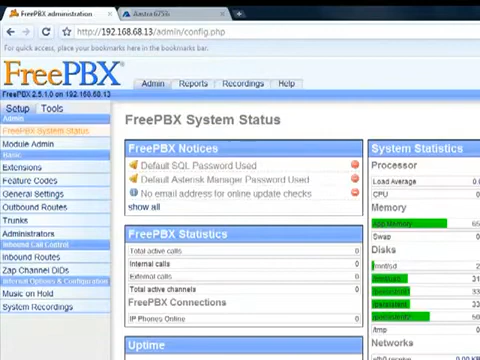 FreePBX administration
Aastra 6755i
http://192.168.68.13/admin/config.php
For quick access, place your bookmarks here in the bookmarks bar.
FreePBX
Admin Reports Recordings Help
FreePBX 2.5.1.0 on 192.168.68.13
Setup Tools
Admin
FreePBX System Status
Module Admin
Basic
Extensions
Feature Codes
General Settings
Outbound Routes
Trunks
Administrators
Inbound Call Control
Inbound Routes
Zap Channel DIDs
Internal Options & Configuration
Music on Hold
System Recordings
FreePBX System Status
FreePBX Notices
Default SQL Password Used
Default Asterisk Manager Password Used
No email address for online update checks
show all
FreePBX Statistics
Total active calls 0
Internal calls 0
External calls 0
Total active channels 0
FreePBX Connections
IP Phones Online 0
Uptime
System Statistics
Processor
Load Average
CPU
Memory
App Memory
Swap
Disks
/tmp
Networks